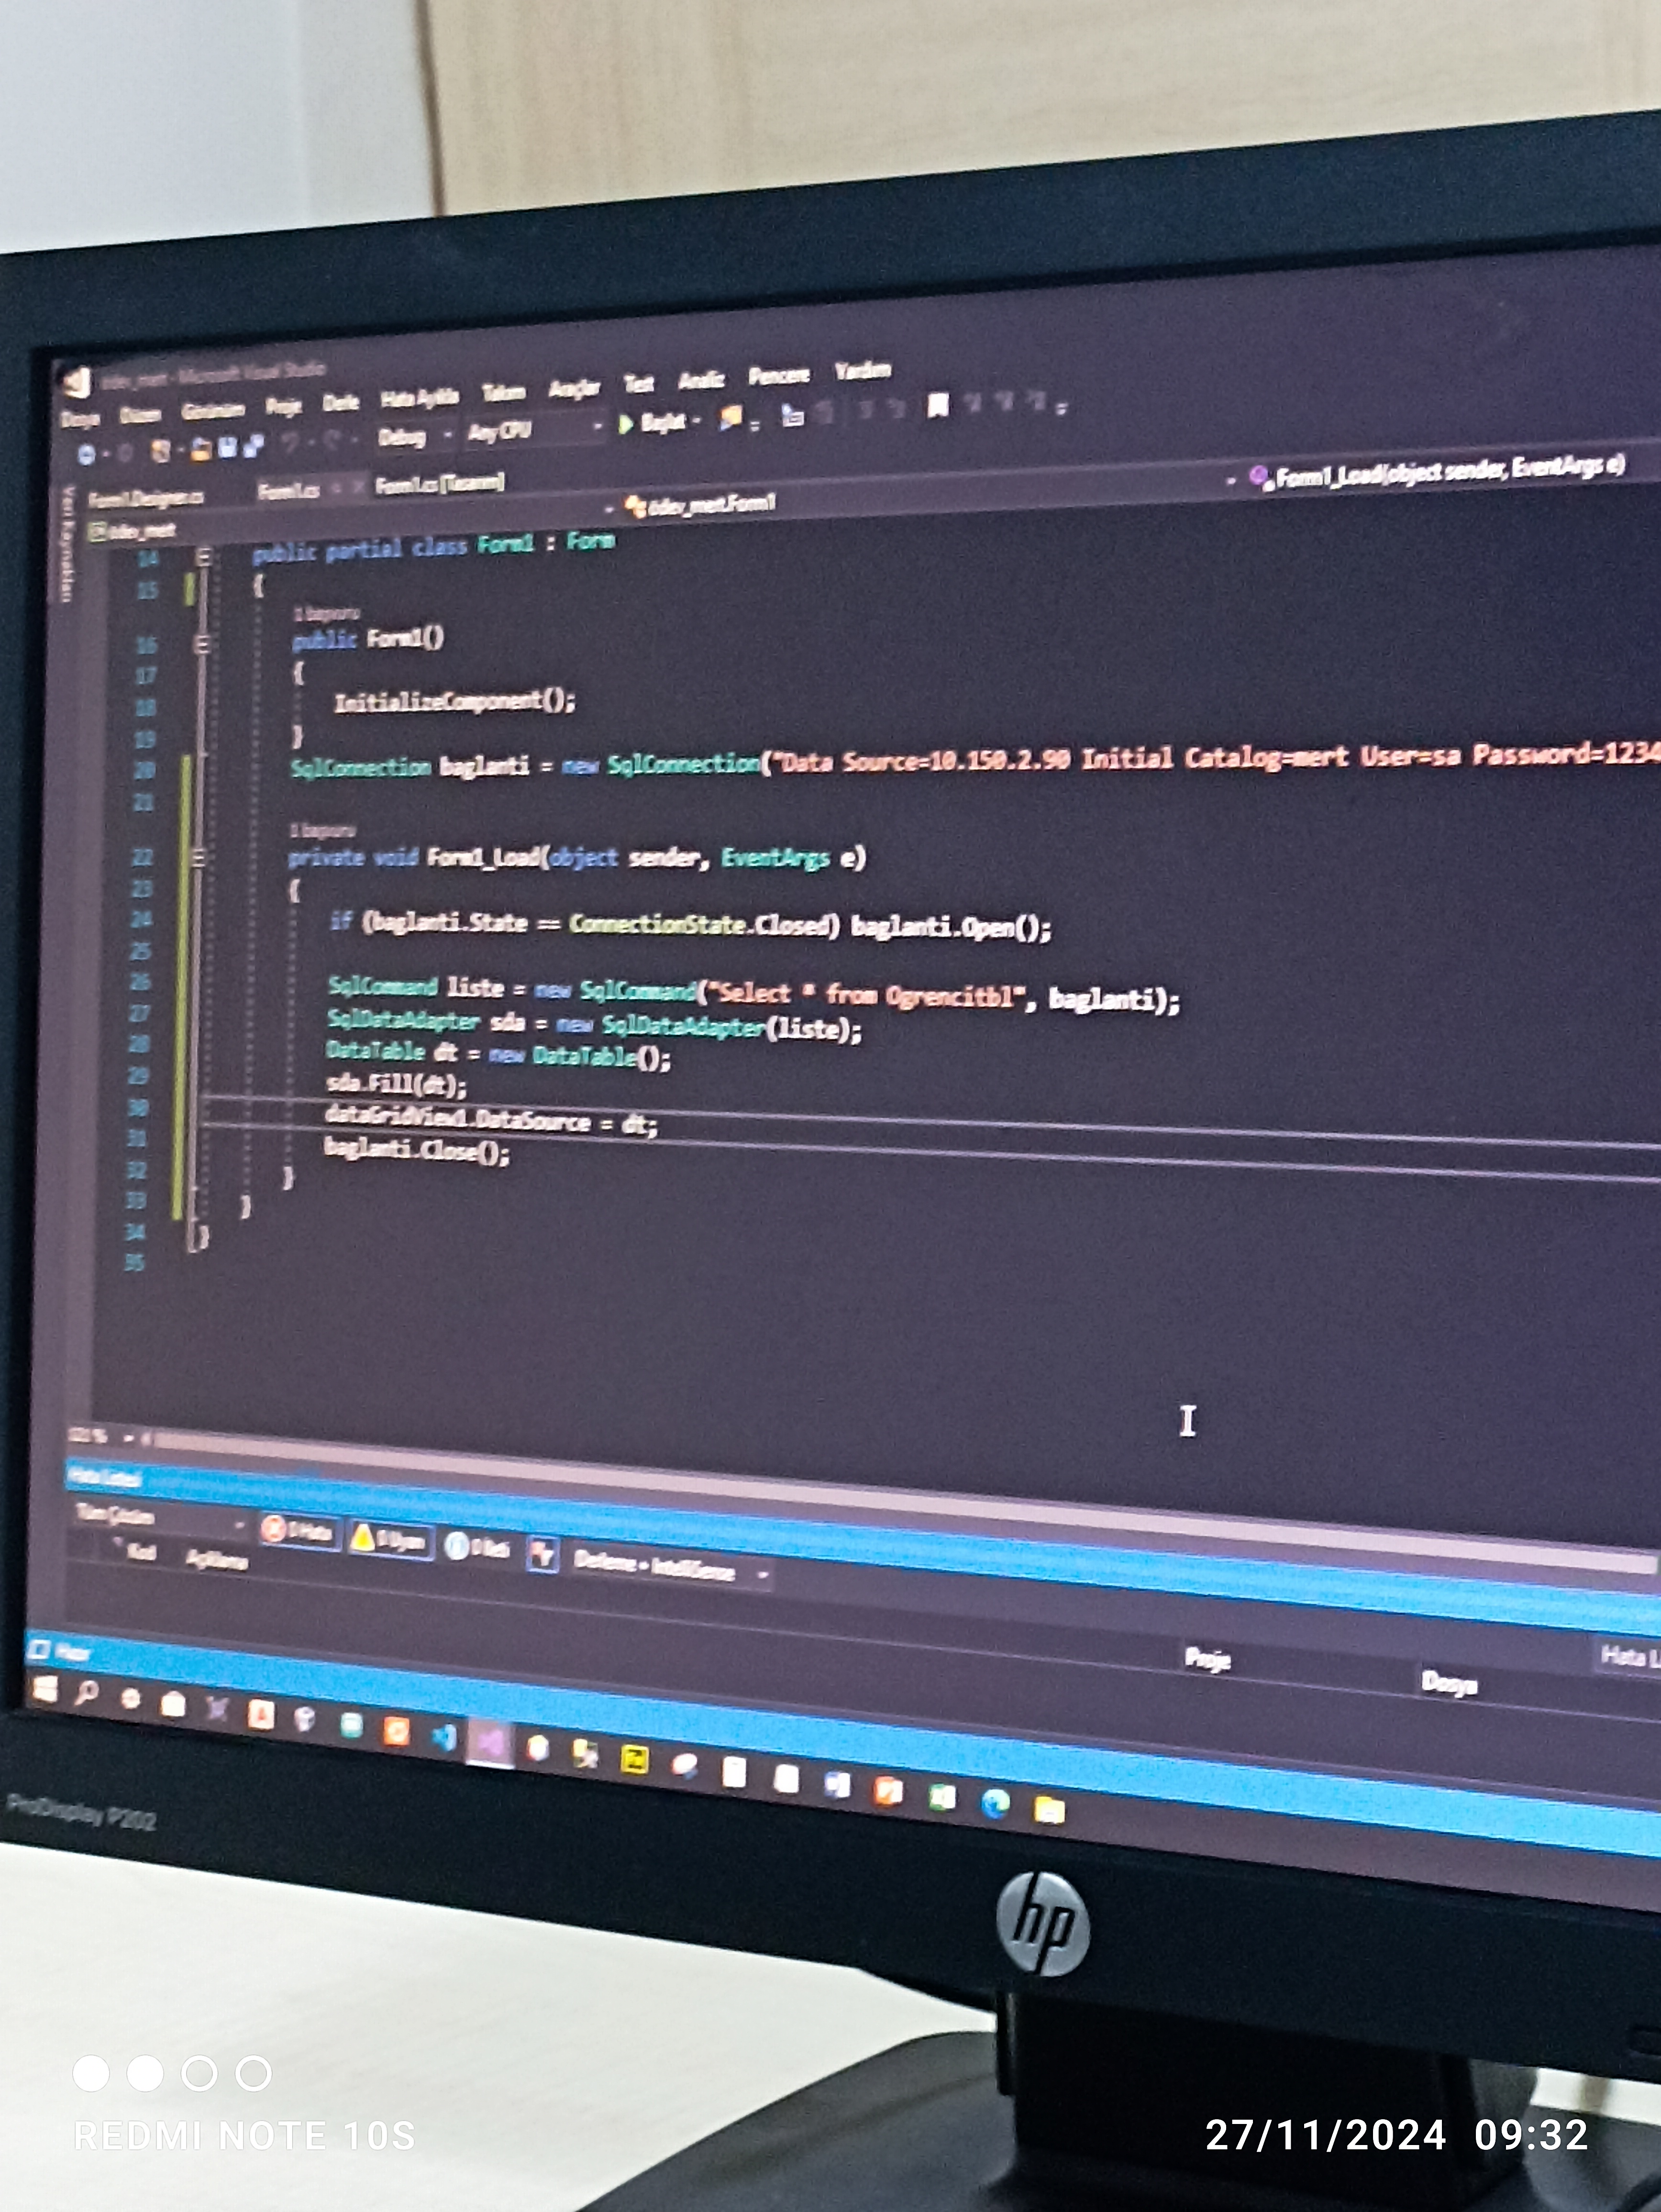 ödev_mert - Microsoft Visual Studio
Dosya Düzen Görünüm Proje Derle Hata Ayıkla Takım Araçlar Test Analiz Pencere Yardım
Debug Any CPU Başlat
Form1.Designer.cs Form1.cs Form1.cs [Tasarım]
ödev_mert ödev_mert.Form1 Form1_Load(object sender, EventArgs e)
Veri Kaynakları
14 public partial class Form1 : Form
15 {
1 başvuru
16 public Form1()
17 {
18 InitializeComponent();
19 }
20 SqlConnection baglanti = new SqlConnection("Data Source=10.150.2.90 Initial Catalog=mert User=sa Password=1234
21
1 başvuru
22 private void Form1_Load(object sender, EventArgs e)
23 {
24 if (baglanti.State == ConnectionState.Closed) baglanti.Open();
25
26 SqlCommand liste = new SqlCommand("Select * from Ogrencitbl", baglanti);
27 SqlDataAdapter sda = new SqlDataAdapter(liste);
28 DataTable dt = new DataTable();
29 sda.Fill(dt);
30 dataGridView1.DataSource = dt;
31 baglanti.Close();
32 }
33 }
34 }
35
121 %
Hata Listesi
Tüm Çözüm 0 Hata 0 Uyarı 0 İleti Derleme + IntelliSense
Kod Açıklama Proje Dosya
Hata L
Hazır
ProDisplay P202
hp
REDMI NOTE 10S
27/11/2024 09:32